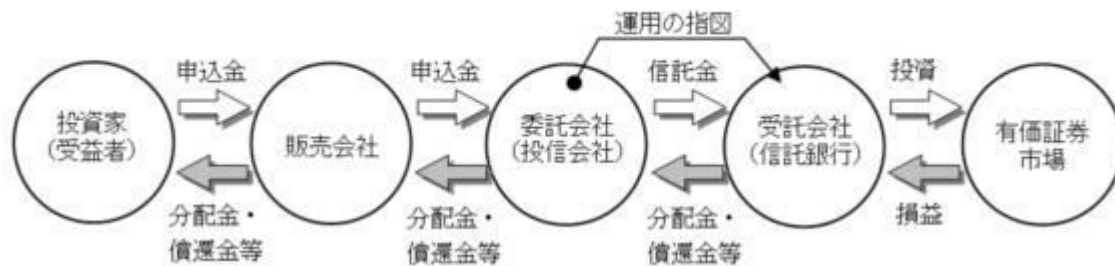 運用の指図
申込金
申込金
信託金
投資
投資家
(受益者)
販売会社
委託会社
(投信会社)
受託会社
(信託銀行)
有価証券
市場
分配金・
償還金等
分配金・
償還金等
分配金・
償還金等
損益